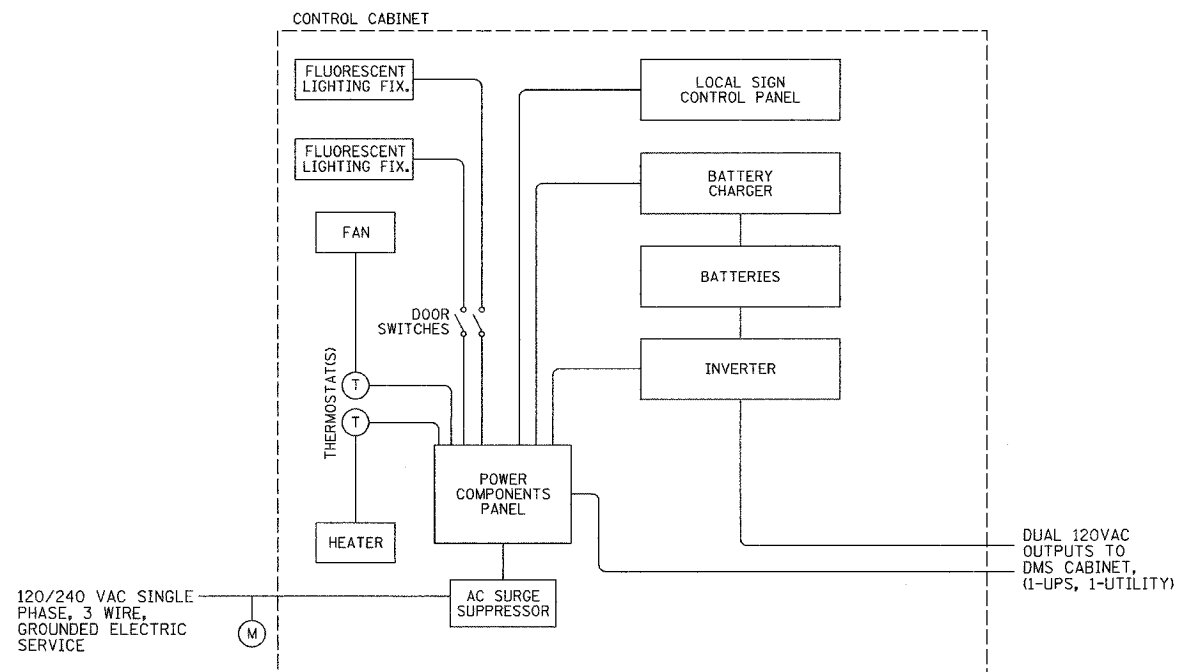 CONTROL CABINET
FLUORESCENT
LIGHTING FIX.
LOCAL SIGN
CONTROL PANEL
FLUORESCENT
LIGHTING FIX.
BATTERY
CHARGER
FAN
BATTERIES
DOOR
SWITCHES
INVERTER
THERMOSTAT(S)
T
T
POWER
COMPONENTS
PANEL
HEATER
DUAL 120VAC
OUTPUTS TO
DMS CABINET,
(1-UPS, 1-UTILITY)
120/240 VAC SINGLE
PHASE, 3 WIRE,
GROUNDED ELECTRIC
SERVICE
M
AC SURGE
SUPPRESSOR